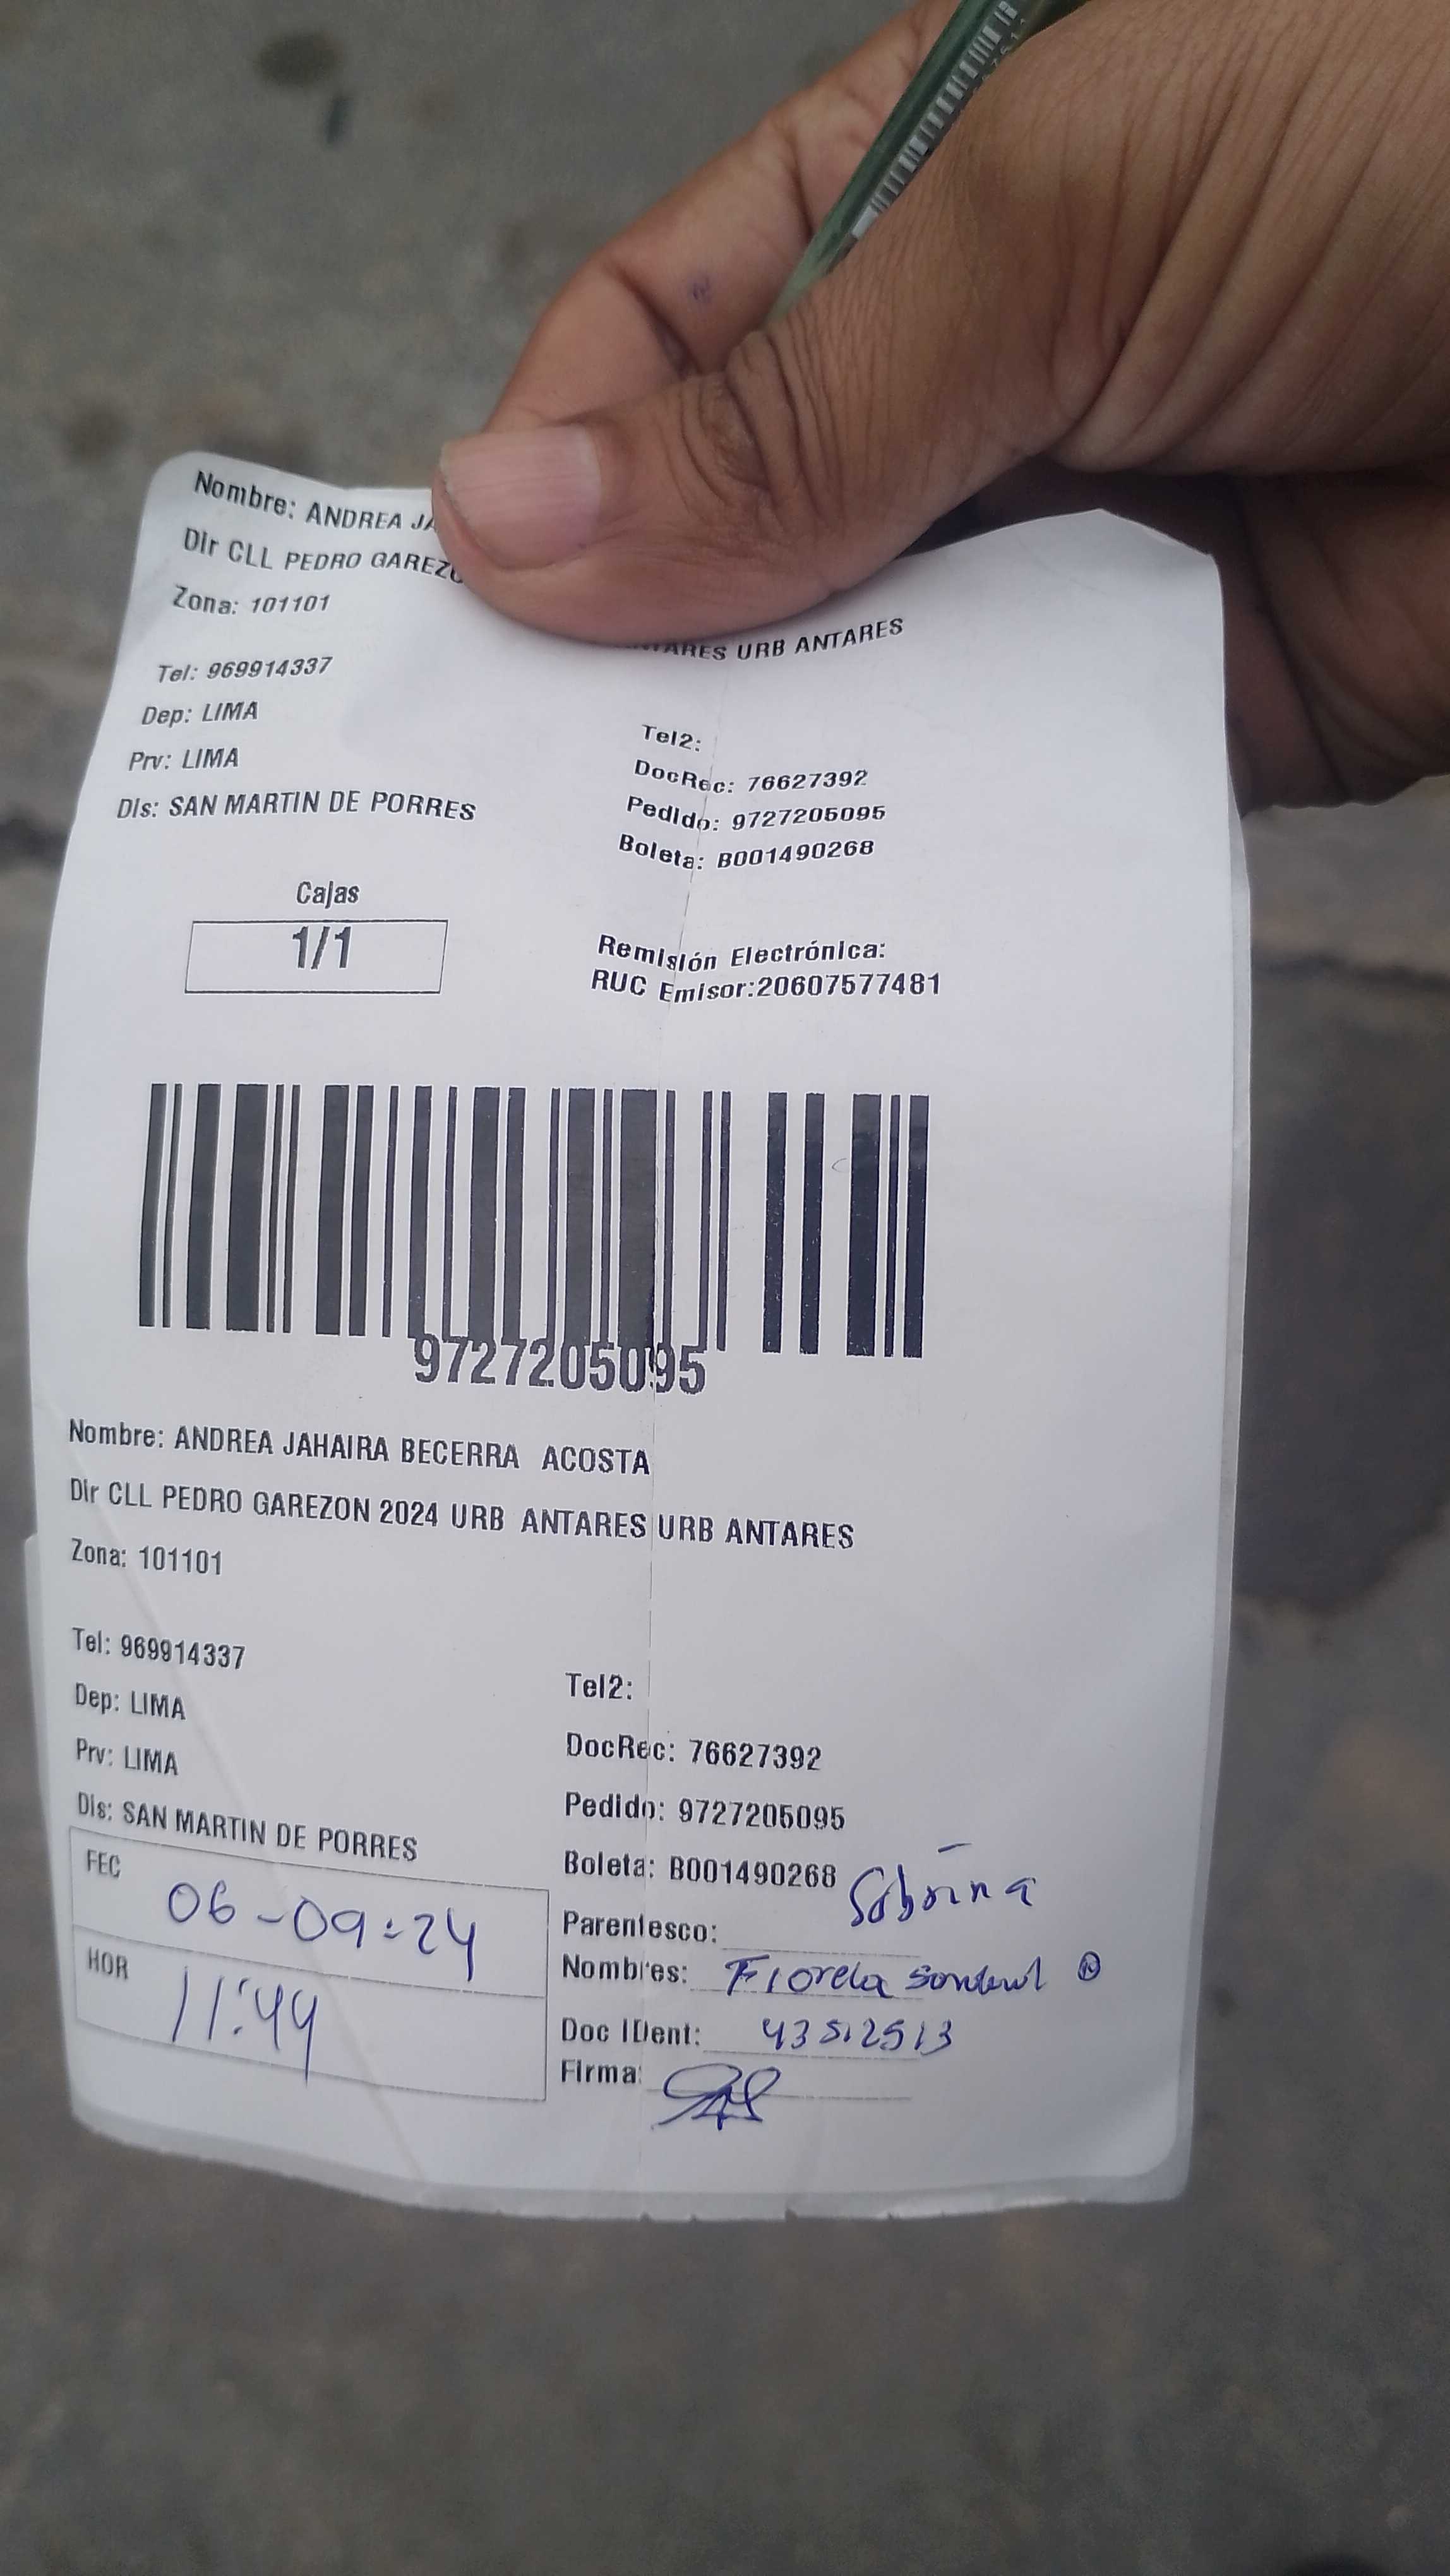 Nombre: ANDREA JA
Dir CLL PEDRO GAREZO
URB ANTARES
Zona: 101101
Tel: 969914337
Dep: LIMA
Prv: LIMA
Dis: SAN MARTIN DE PORRES
Tel2:
DocRec: 76627392
Pedido: 9727205095
Boleta: B001490268
Cajas
1/1
Remisión Electrónica:
RUC Emisor:20607577481
9727205095
Nombre: ANDREA JAHAIRA BECERRA ACOSTA
Dir CLL PEDRO GAREZON 2024 URB ANTARES URB ANTARES
Zona: 101101
Tel: 969914337
Dep: LIMA
Prv: LIMA
Dis: SAN MARTIN DE PORRES
Tel2:
DocRec: 76627392
Pedido: 9727205095
Boleta: B001490268
FEC 06-09-24
HOR 11:49
Sobrina
Parentesco:
Nombres: Fiorela
Doc IDent: 43512513
Firma: